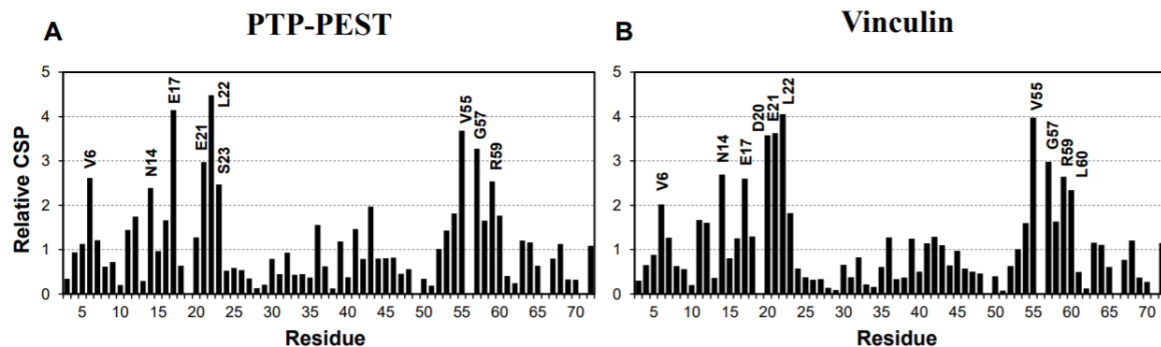 A PTP-PEST
B Vinculin
Relative CSP
5
4
3
2
1
0
V6
N14
E17
E21
L22
S23
V55
G57
R59
5 10 15 20 25 30 35 40 45 50 55 60 65 70
Residue
5
4
3
2
1
0
V6
N14
E17
D20
E21
L22
V55
G57
R59
L60
5 10 15 20 25 30 35 40 45 50 55 60 65 70
Residue